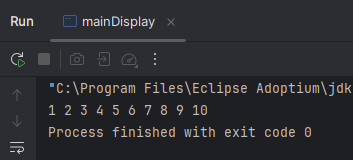 Run mainDisplay
"C:\Program Files\Eclipse Adoptium\jdk
1 2 3 4 5 6 7 8 9 10
Process finished with exit code 0